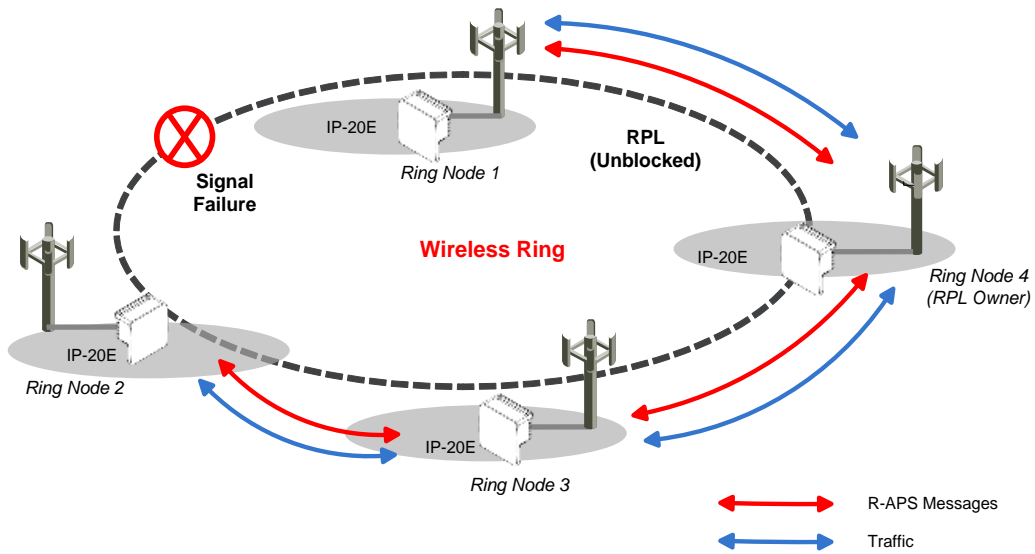 IP-20E
Ring Node 1
RPL
(Unblocked)
Signal
Failure
Wireless Ring
IP-20E
Ring Node 4
(RPL Owner)
IP-20E
Ring Node 2
IP-20E
Ring Node 3
R-APS Messages
Traffic